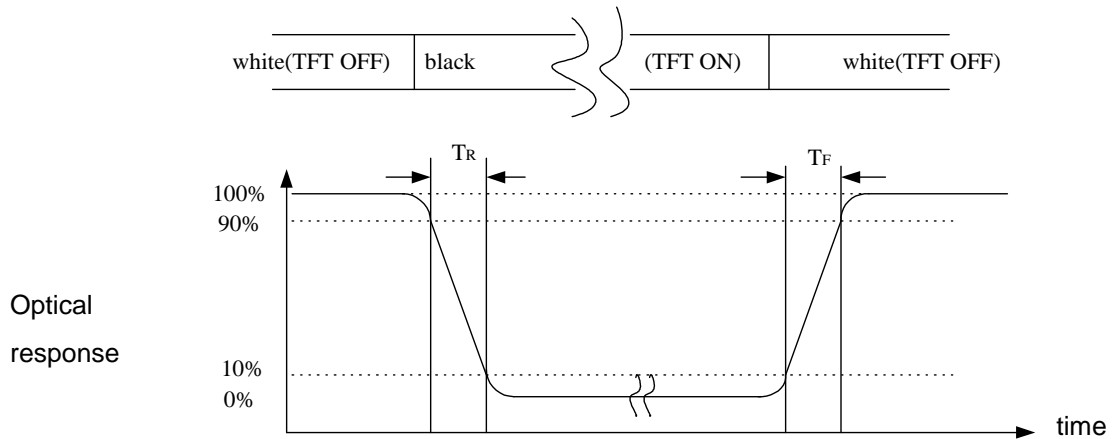 white(TFT OFF) black (TFT ON) white(TFT OFF)
TR TF
100%
90%
Optical
response
10%
0%
time